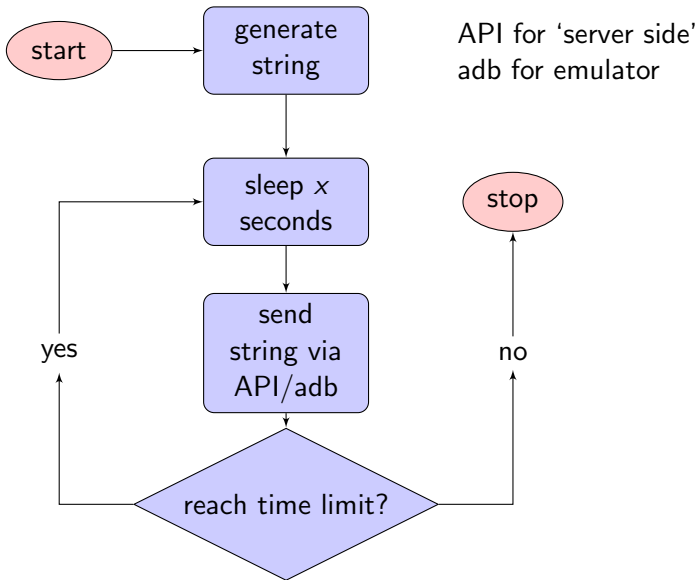 start
generate
string
API for ‘server side’
adb for emulator
sleep x
seconds
stop
send
string via
API/adb
yes
no
reach time limit?